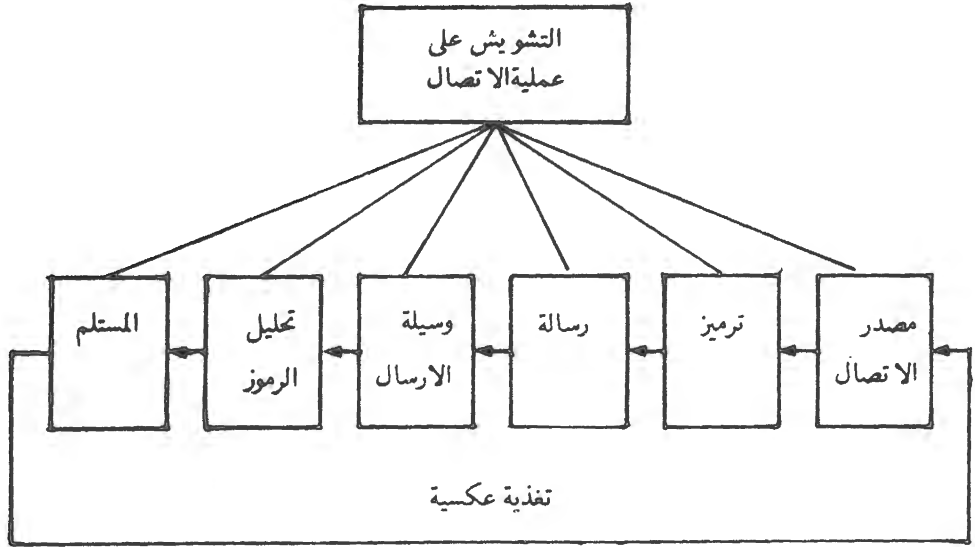 التشويش على
عملية الاتصال
مصدر
الاتصال
ترميز
رسالة
وسيلة
الارسال
تحليل
الرموز
المستلم
تغذية عكسية